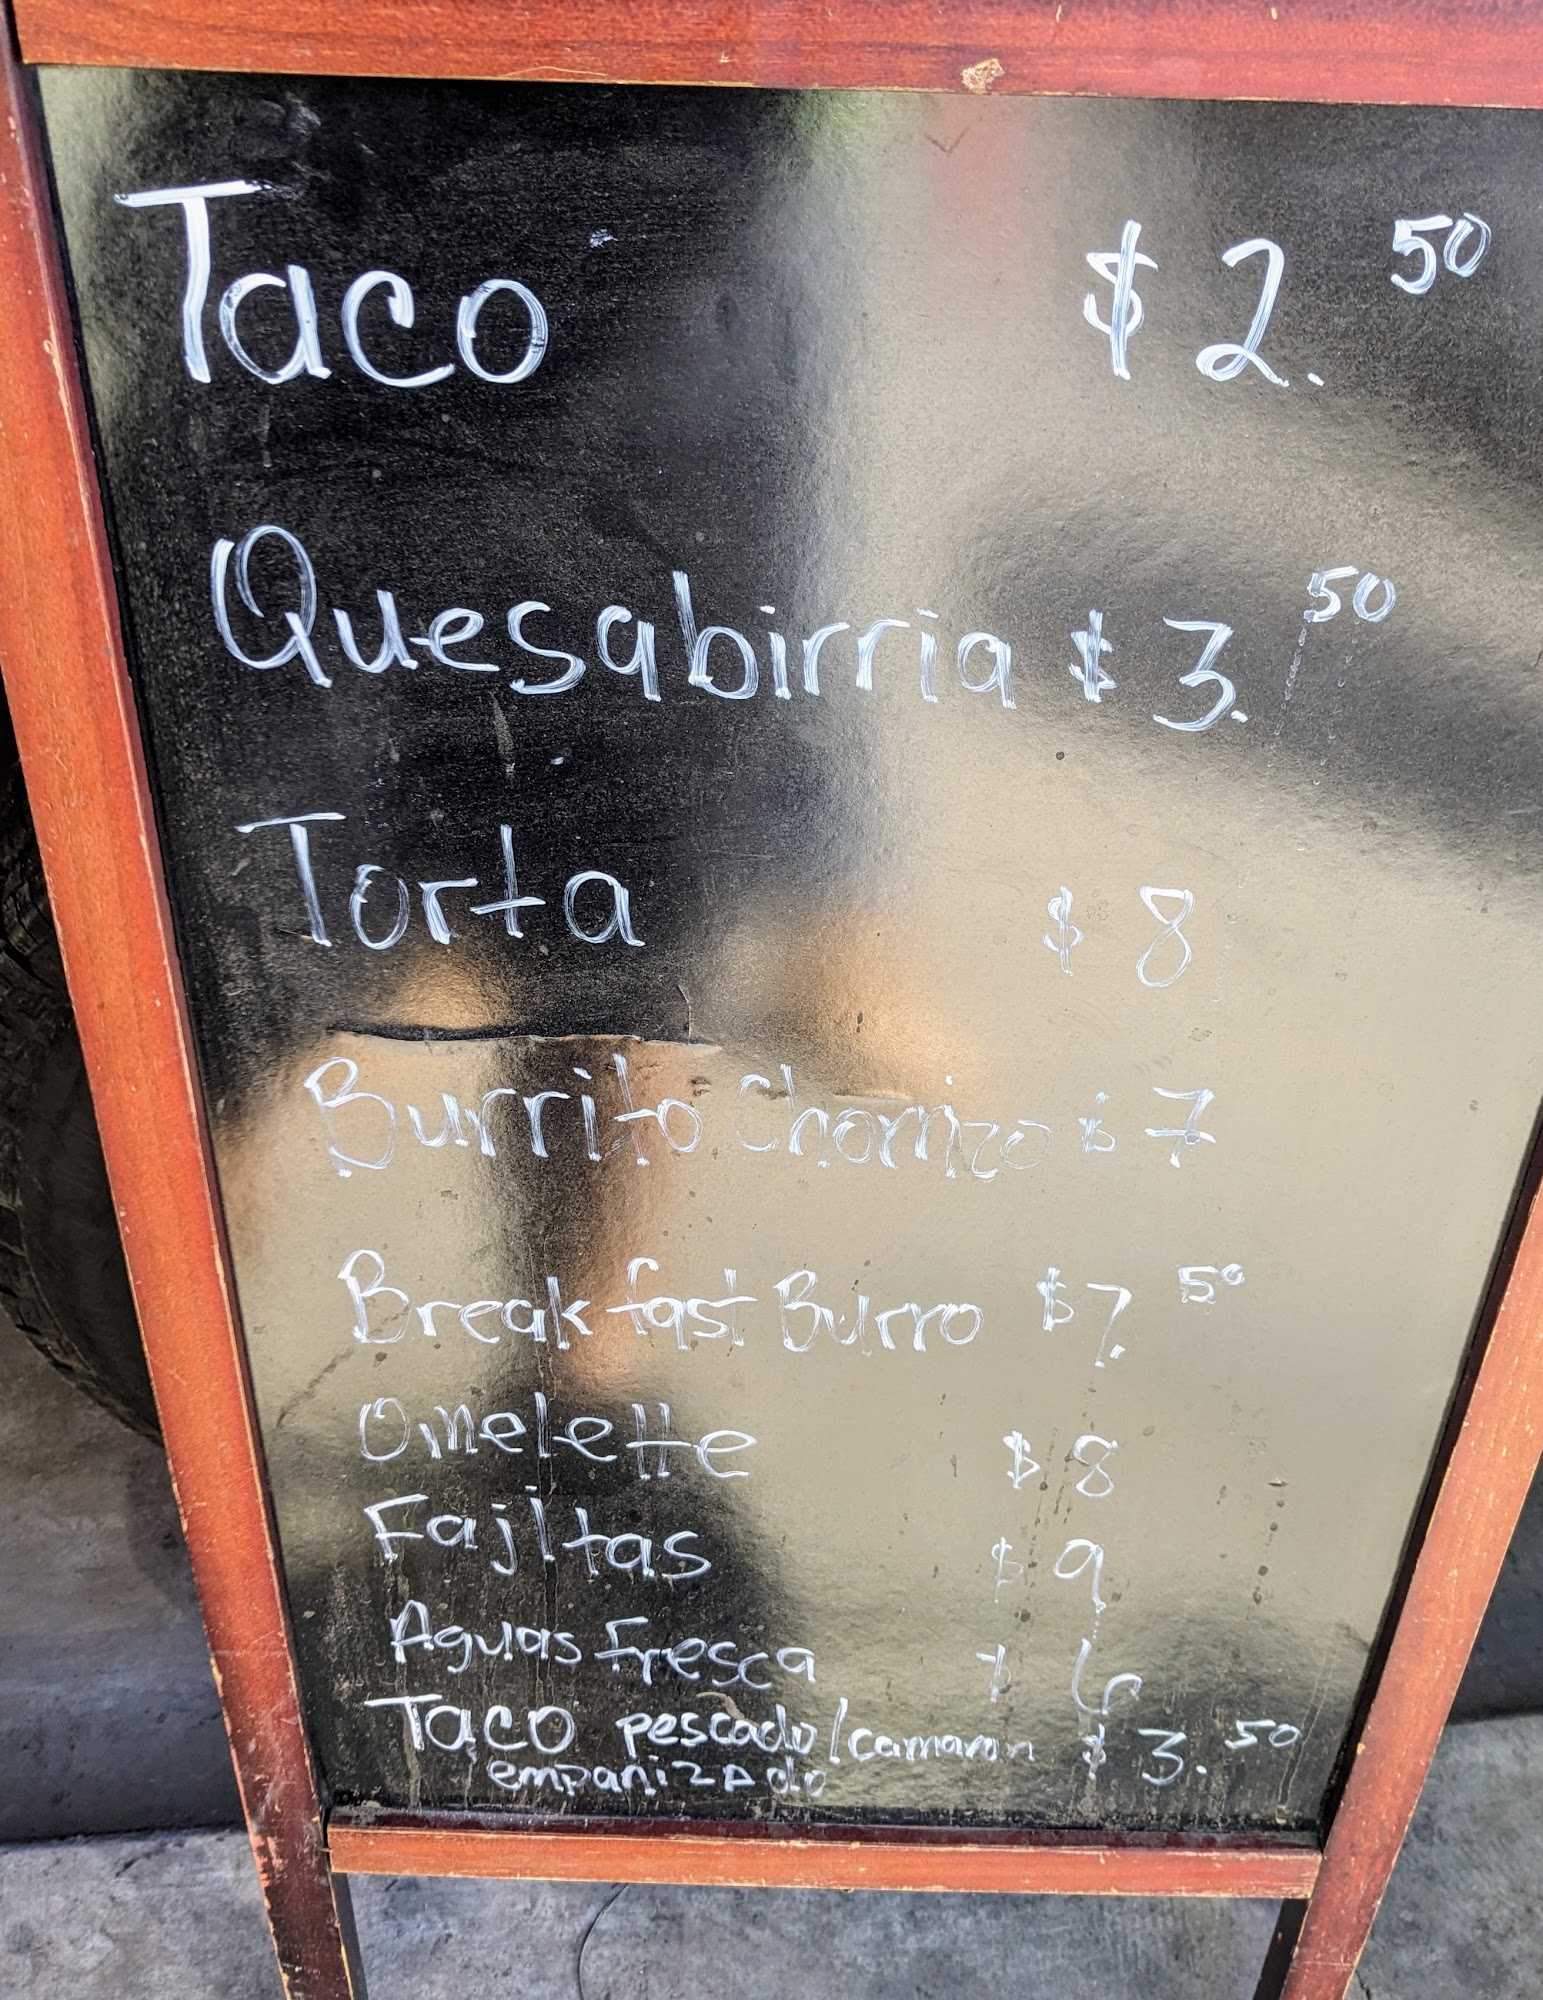 Taco $2.50
Quesabirria $3.50
Torta $8
Burrito Chorrizo $7
Breakfast Burro $7.50
Omelette $8
Fajitas $9
Aguas Fresca $6
Taco pescado/camaron $3.50
empanizado